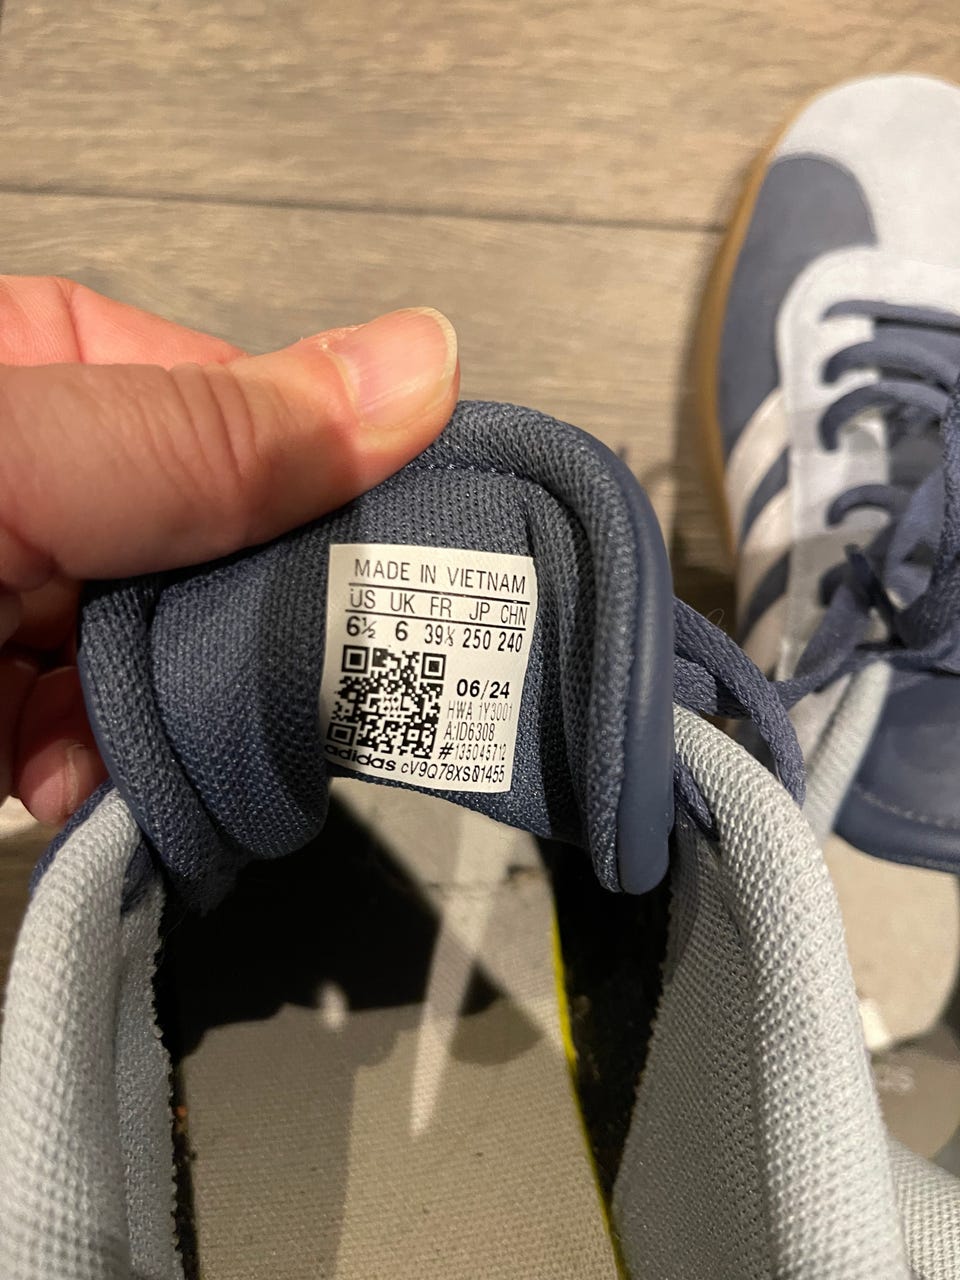 MADE IN VIETNAM
US UK FR JP CHN
6½ 6 39⅓ 250 240
06/24
HWA 1Y3001
A:ID6308
#135045712
adidas cV9Q78XS01455